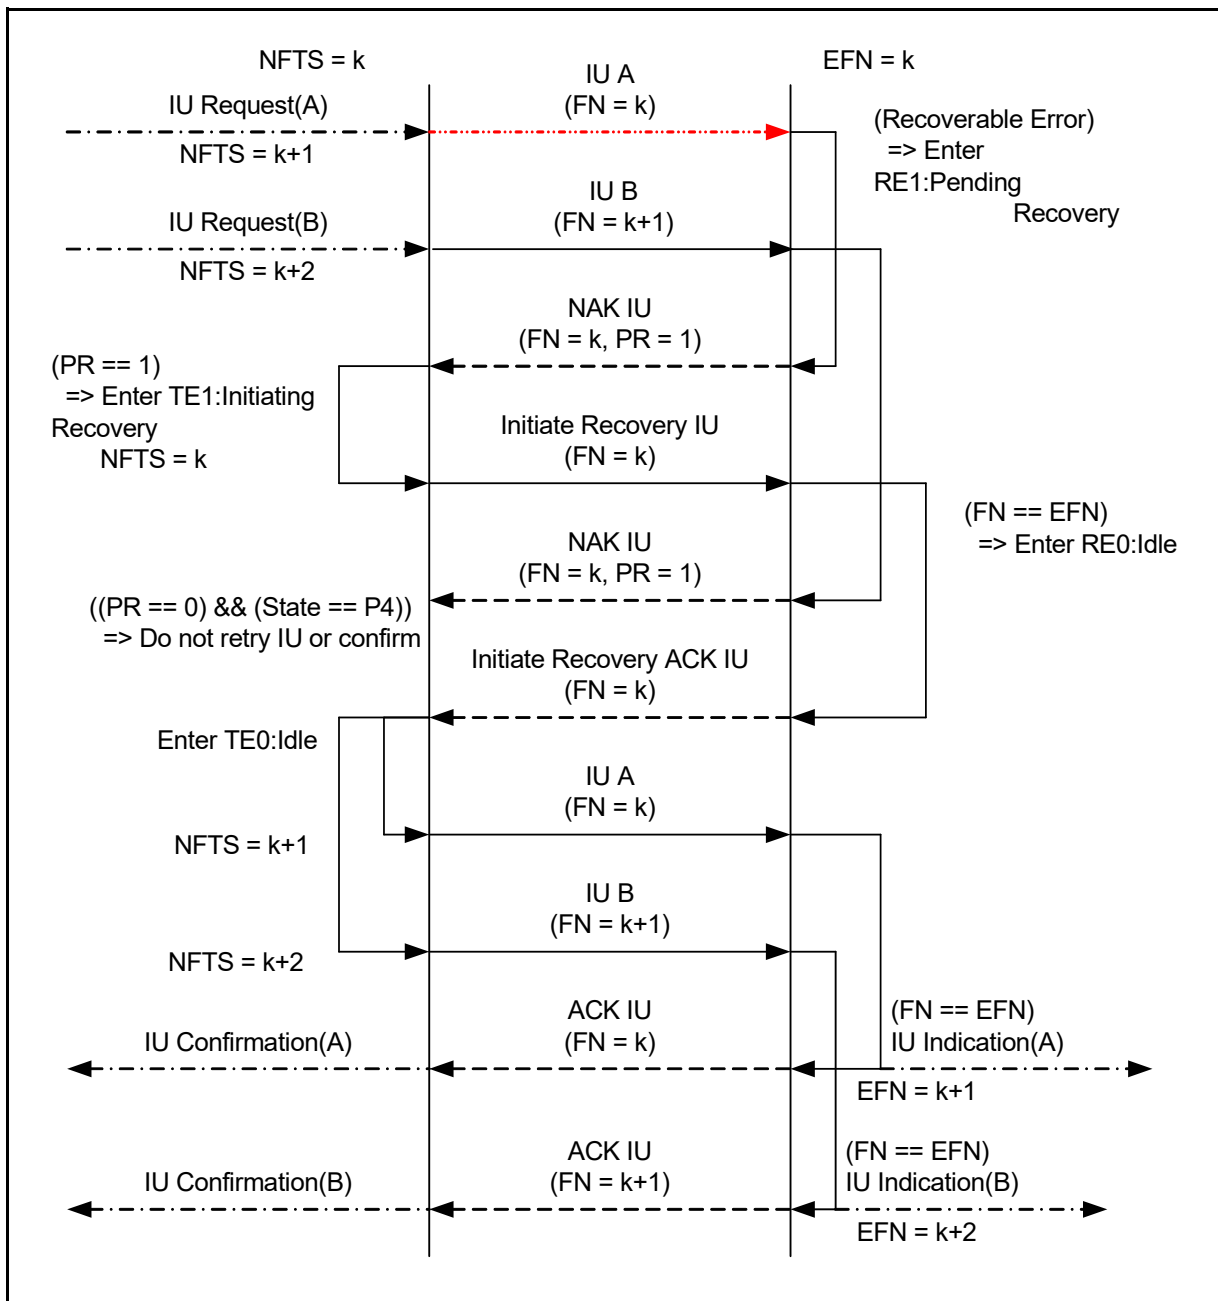 NFTS = k
EFN = k
IU A
(FN = k)
IU Request(A)
NFTS = k+1
(Recoverable Error)
=> Enter
RE1:Pending
Recovery
IU B
(FN = k+1)
IU Request(B)
NFTS = k+2
NAK IU
(FN = k, PR = 1)
(PR == 1)
=> Enter TE1:Initiating
Recovery
NFTS = k
Initiate Recovery IU
(FN = k)
(FN == EFN)
=> Enter RE0:Idle
NAK IU
(FN = k, PR = 1)
((PR == 0) && (State == P4))
=> Do not retry IU or confirm
Initiate Recovery ACK IU
(FN = k)
Enter TE0:Idle
IU A
(FN = k)
NFTS = k+1
IU B
(FN = k+1)
NFTS = k+2
ACK IU
(FN = k)
IU Confirmation(A)
(FN == EFN)
IU Indication(A)
EFN = k+1
ACK IU
(FN = k+1)
IU Confirmation(B)
(FN == EFN)
IU Indication(B)
EFN = k+2